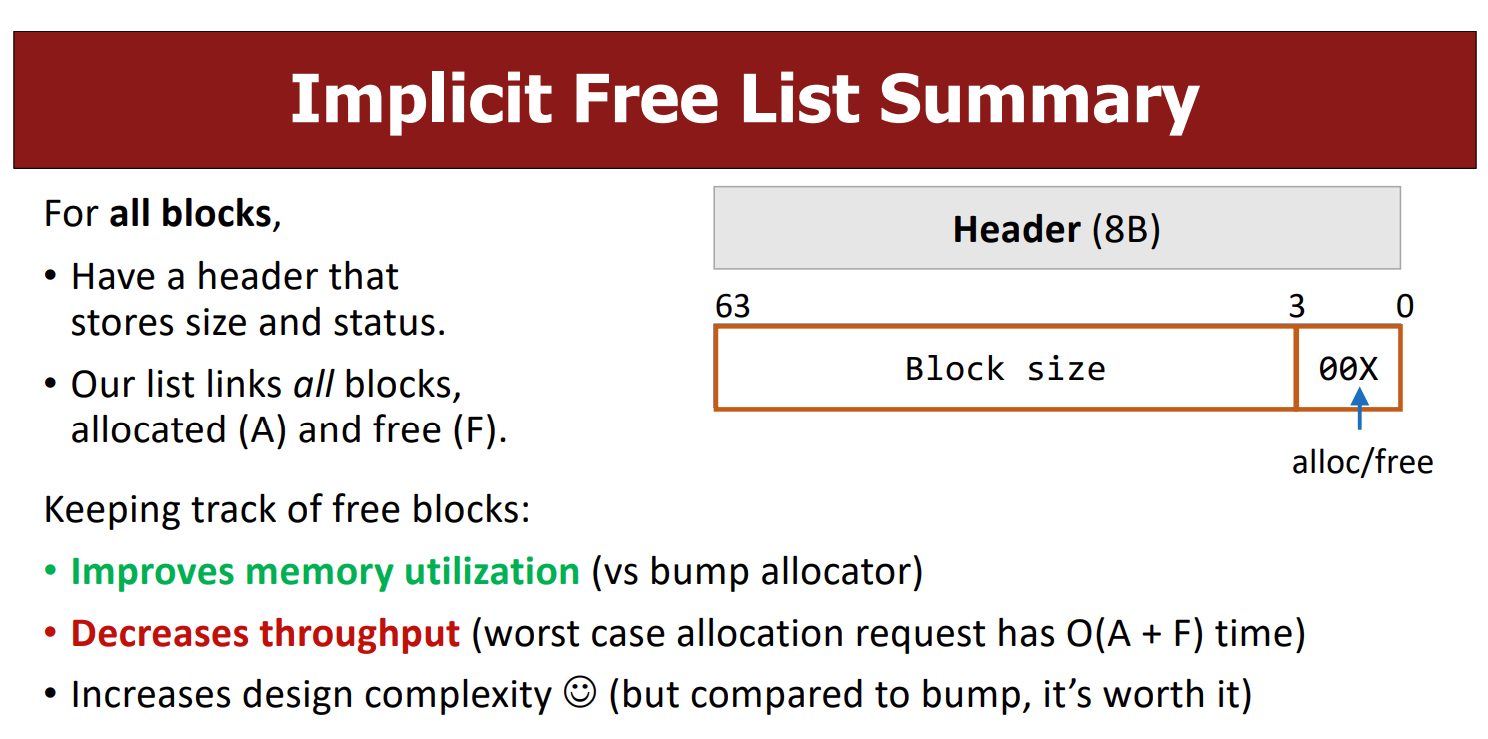 Implicit Free List Summary
For all blocks,
• Have a header that
stores size and status.
• Our list links all blocks,
allocated (A) and free (F).
Header (8B)
63 3 0
Block size 00X
alloc/free
Keeping track of free blocks:
• Improves memory utilization (vs bump allocator)
• Decreases throughput (worst case allocation request has O(A + F) time)
• Increases design complexity ☺ (but compared to bump, it’s worth it)